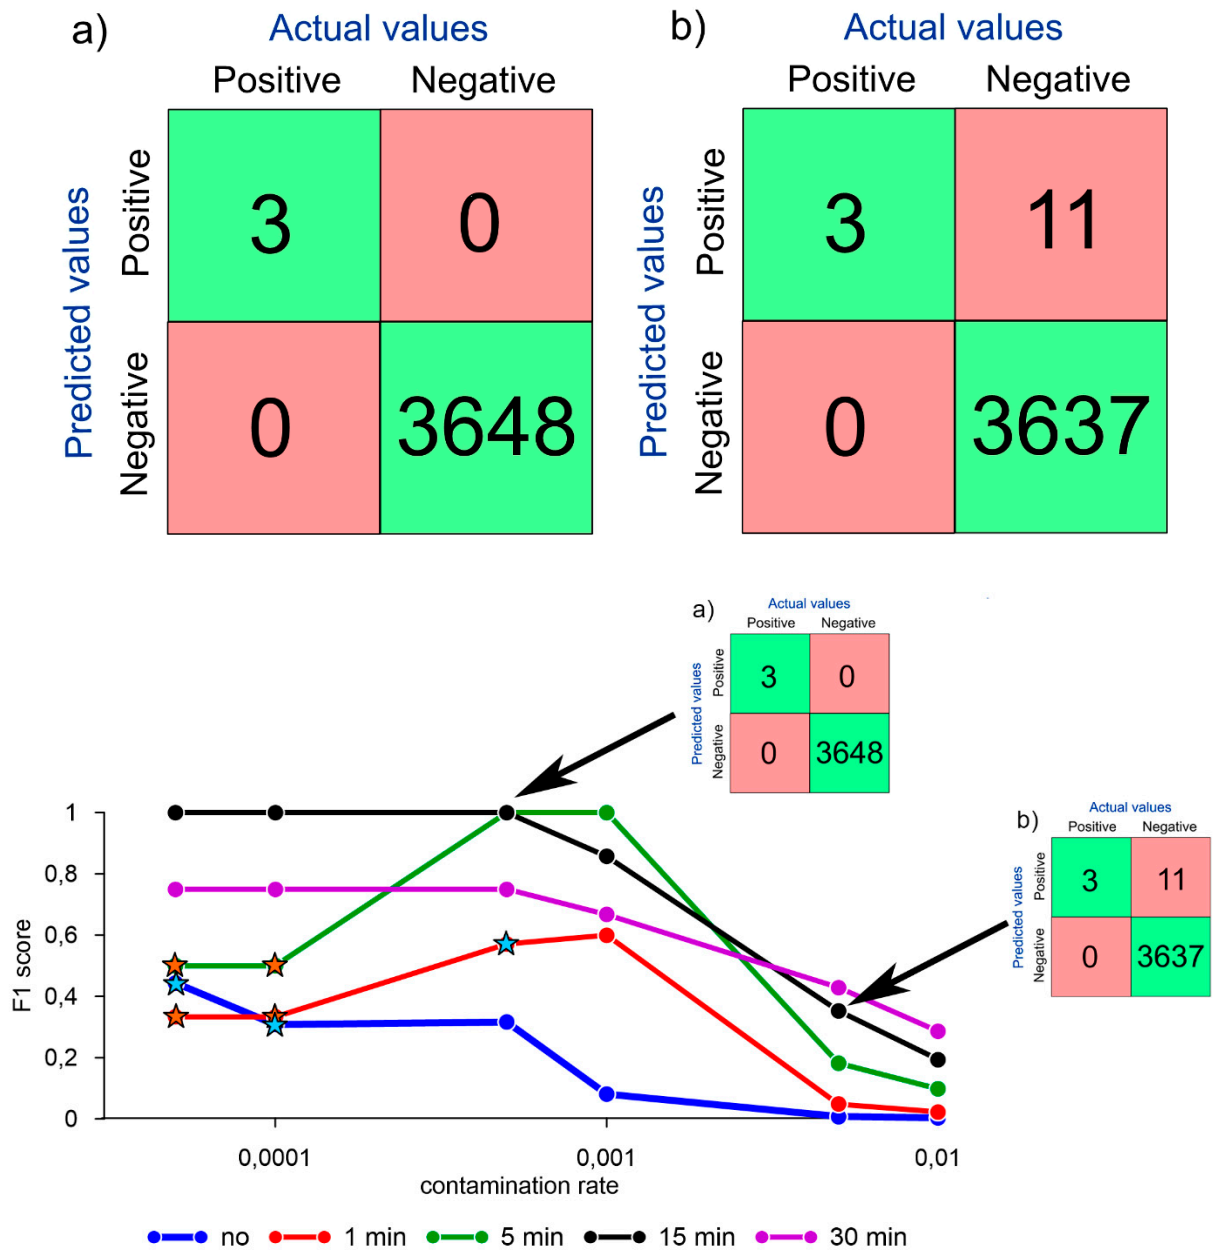 a)
Actual values
Positive Negative
Predicted values
Positive
3 0
Negative
0 3648
b)
Actual values
Positive Negative
Predicted values
Positive
3 11
Negative
0 3637
a)
Actual values
Positive Negative
Predicted values
Positive
3 0
Negative
0 3648
b)
Actual values
Positive Negative
Predicted values
Positive
3 11
Negative
0 3637
F1 score
1
0,8
0,6
0,4
0,2
0
0,0001 0,001 0,01
contamination rate
no 1 min 5 min 15 min 30 min